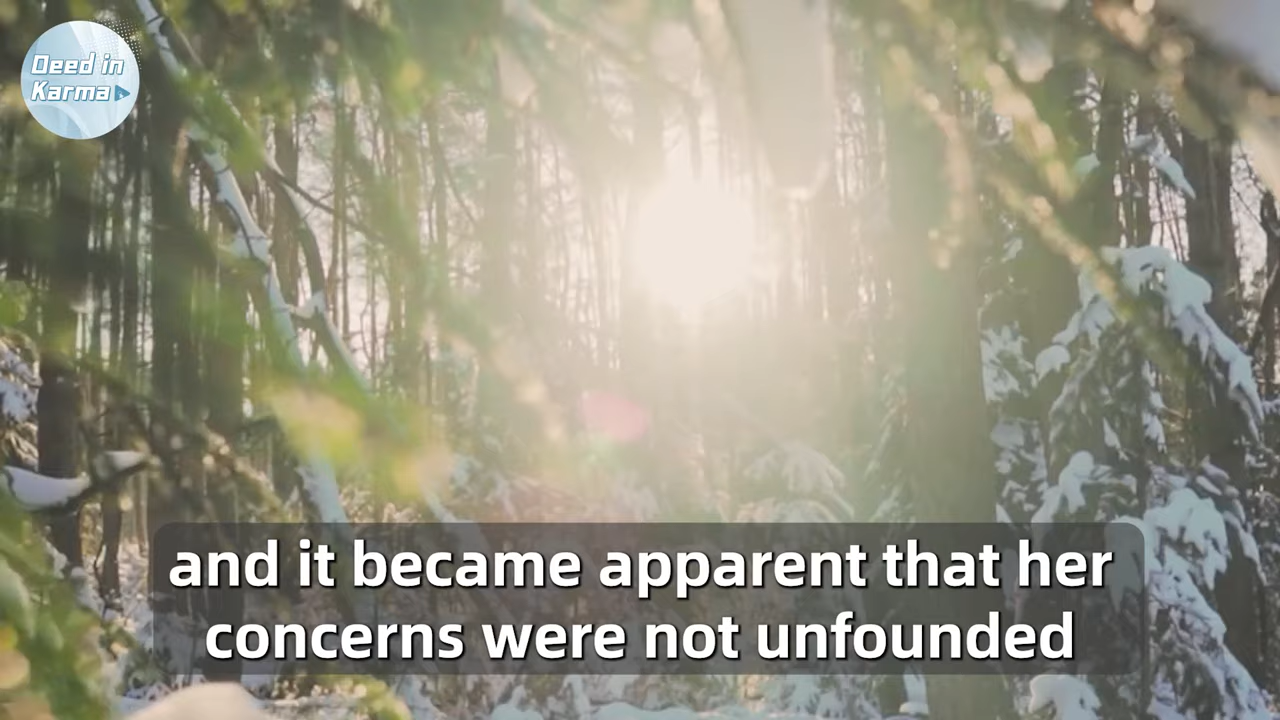 Deed in
Karma
and it became apparent that her
concerns were not unfounded